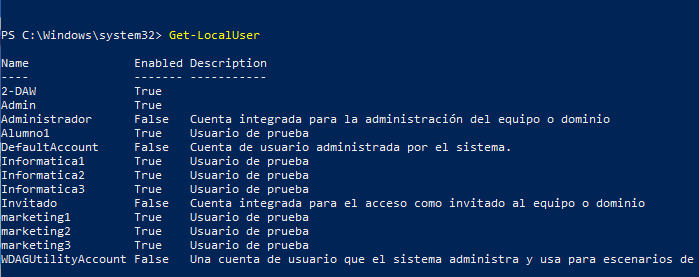 PS C:\Windows\system32> Get-LocalUser
Name Enabled Description
---- ------- -----------
2-DAW True
Admin True
Administrador False Cuenta integrada para la administración del equipo o dominio
Alumno1 True Usuario de prueba
DefaultAccount False Cuenta de usuario administrada por el sistema.
Informatica1 True Usuario de prueba
Informatica2 True Usuario de prueba
Informatica3 True Usuario de prueba
Invitado False Cuenta integrada para el acceso como invitado al equipo o dominio
marketing1 True Usuario de prueba
marketing2 True Usuario de prueba
marketing3 True Usuario de prueba
WDAGUtilityAccount False Una cuenta de usuario que el sistema administra y usa para escenarios de